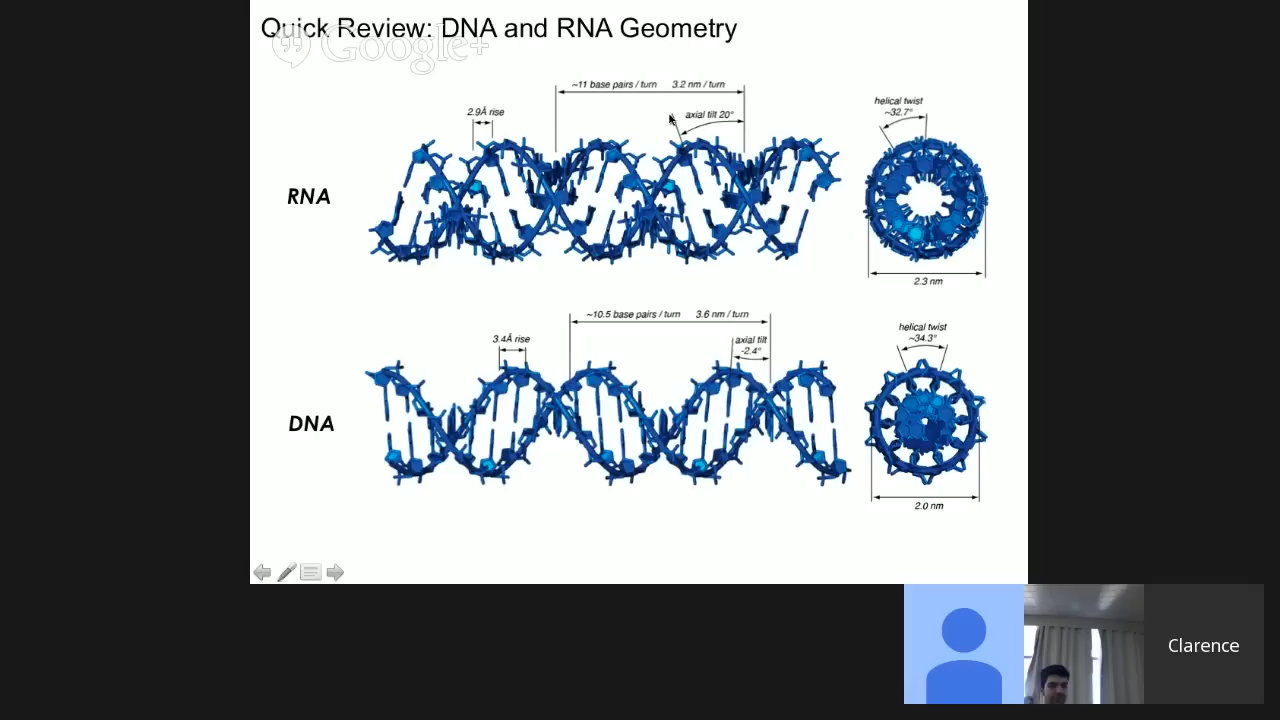 Quick Review: DNA and RNA Geometry
Google+
~11 base pairs / turn 3.2 nm / turn
2.9Å rise
axial tilt 20°
helical twist
~32.7°
RNA
2.3 nm
~10.5 base pairs / turn 3.6 nm / turn
3.4Å rise
axial tilt
-2.4°
helical twist
~34.3°
DNA
2.0 nm
Clarence